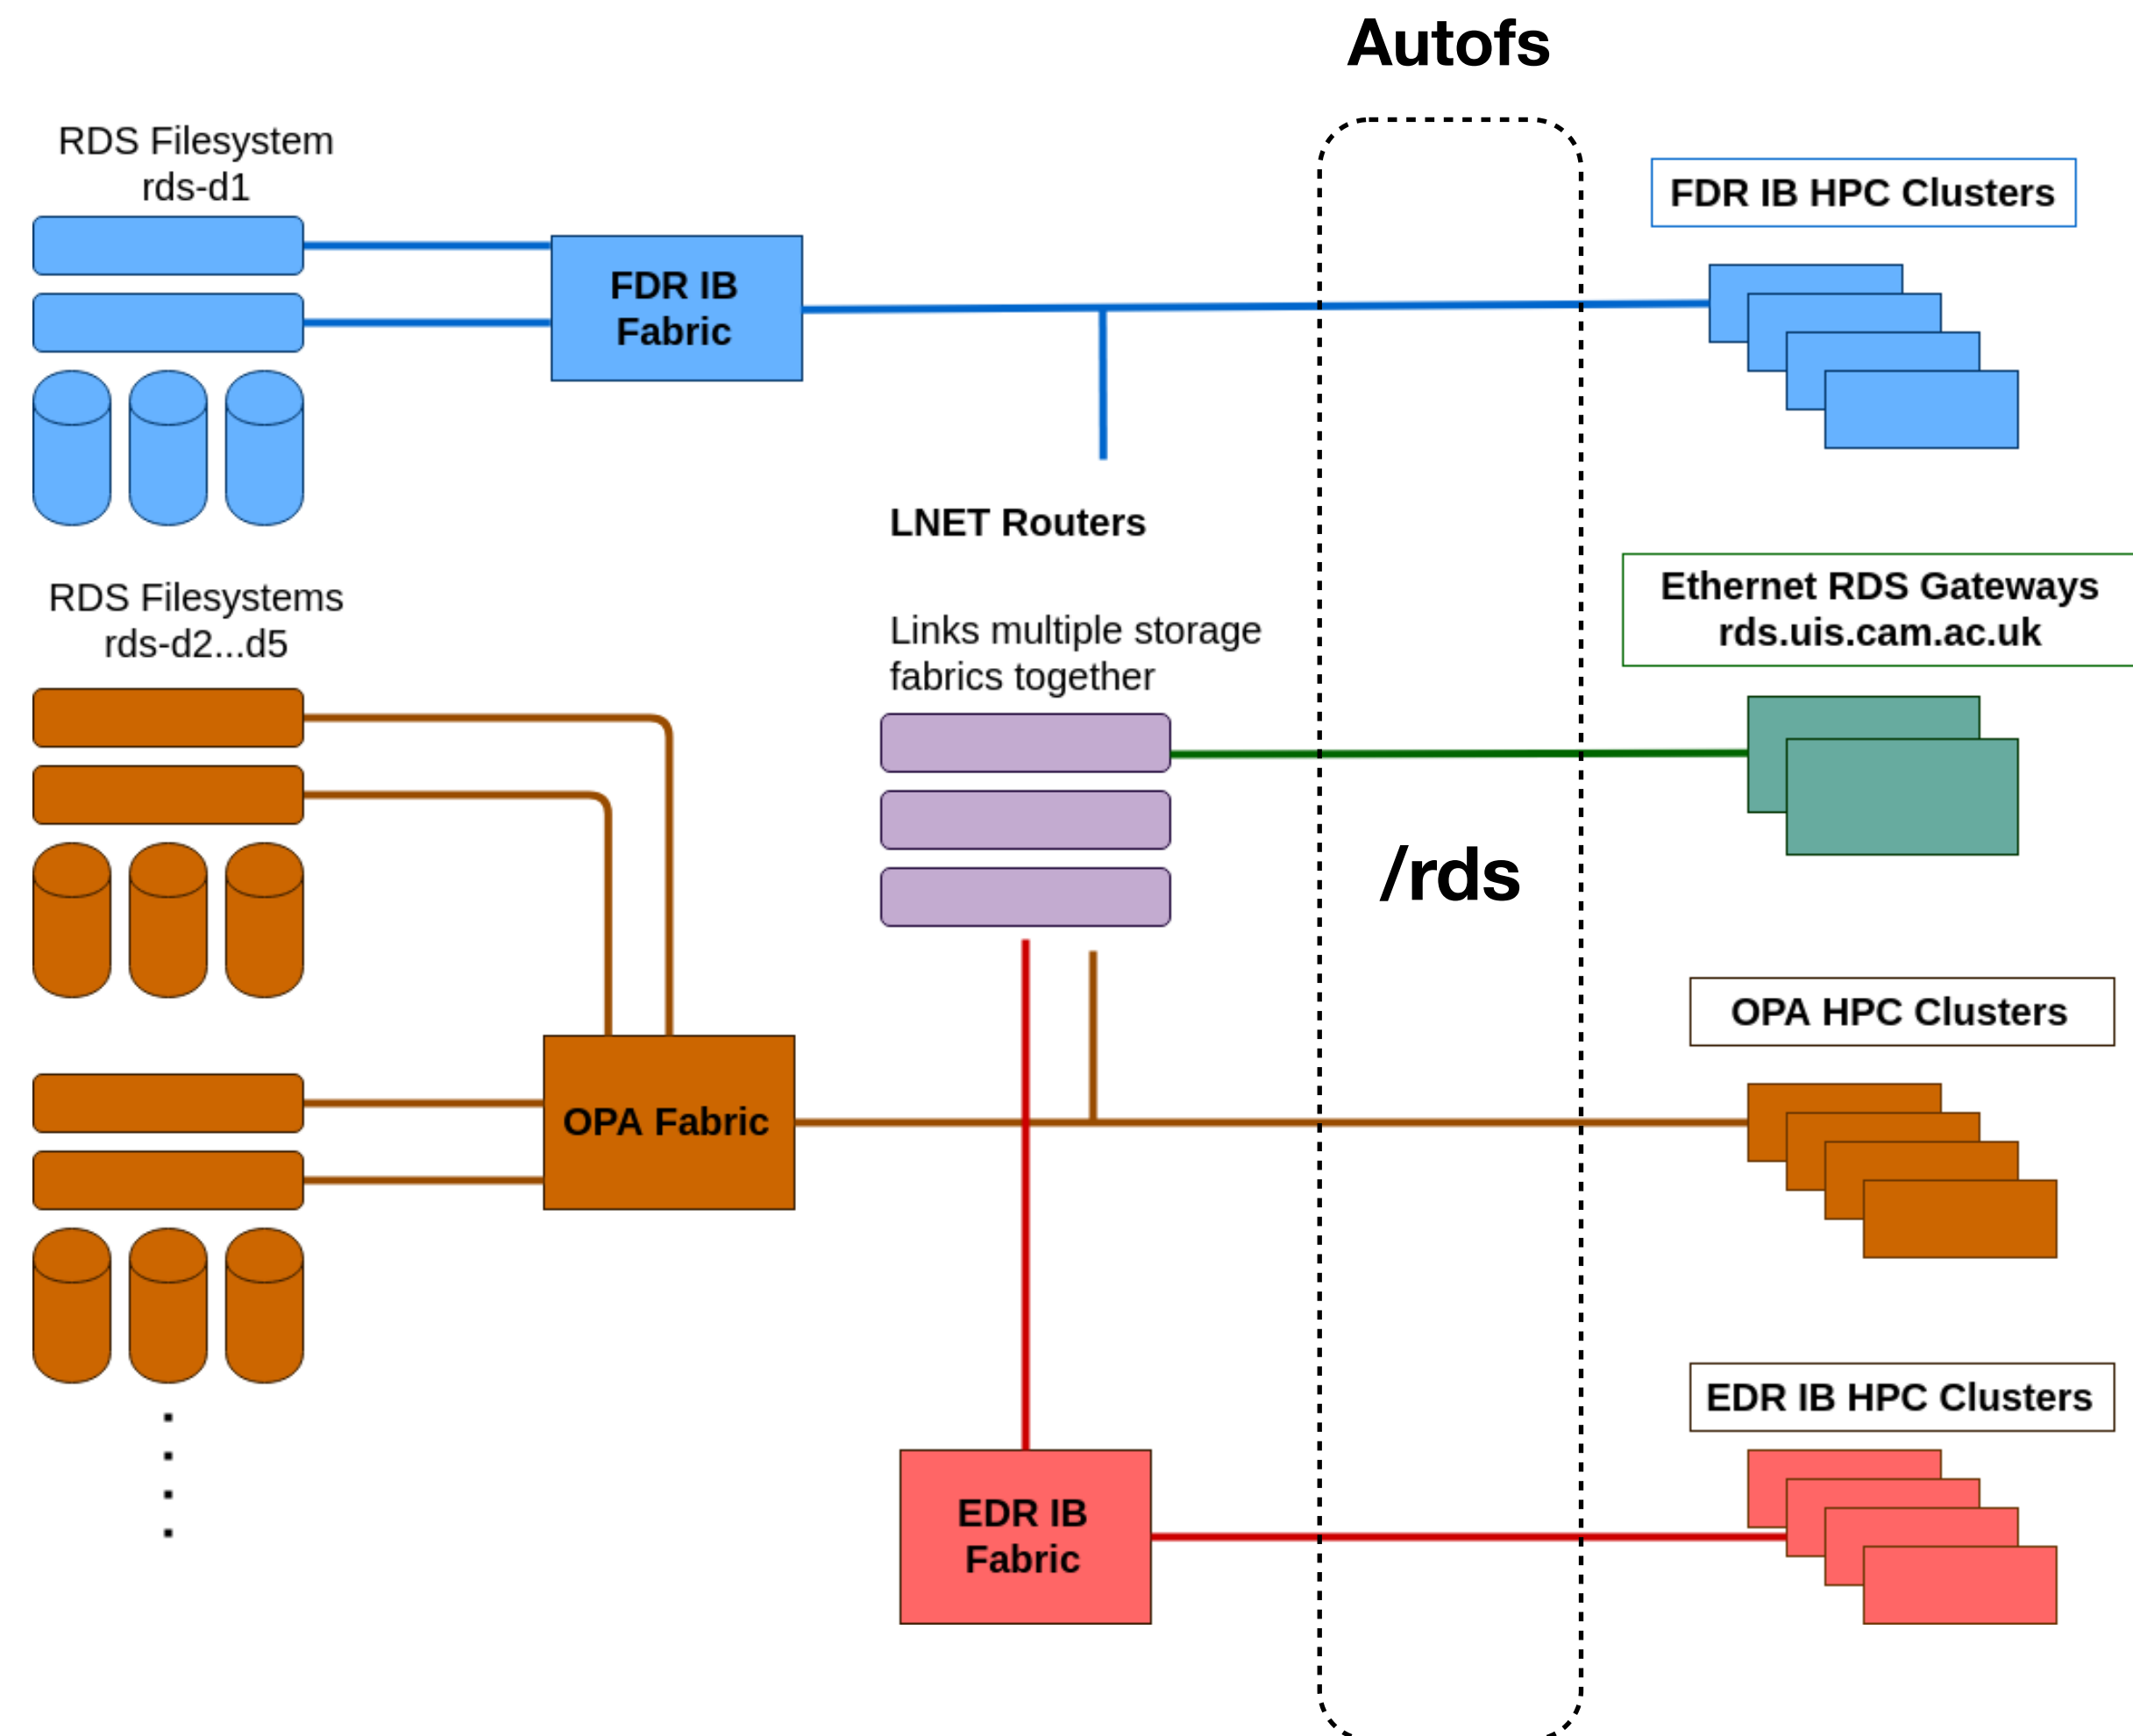 Autofs
RDS Filesystem
rds-d1
FDR IB
Fabric
FDR IB HPC Clusters
LNET Routers
Links multiple storage
fabrics together
Ethernet RDS Gateways
rds.uis.cam.ac.uk
RDS Filesystems
rds-d2...d5
/rds
OPA Fabric
OPA HPC Clusters
EDR IB HPC Clusters
EDR IB
Fabric